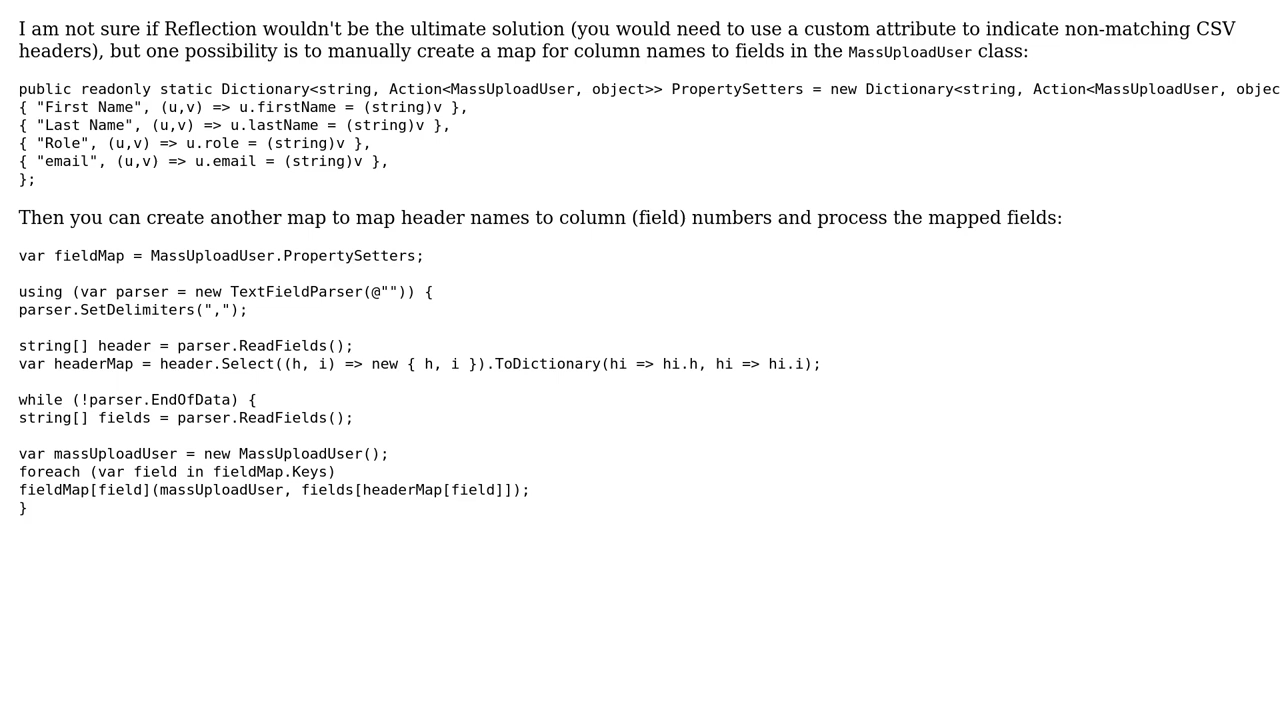 I am not sure if Reflection wouldn't be the ultimate solution (you would need to use a custom attribute to indicate non-matching CSV
headers), but one possibility is to manually create a map for column names to fields in the MassUploadUser class:
public readonly static Dictionary<string, Action<MassUploadUser, object>> PropertySetters = new Dictionary<string, Action<MassUploadUser, objec
{ "First Name", (u,v) => u.firstName = (string)v },
{ "Last Name", (u,v) => u.lastName = (string)v },
{ "Role", (u,v) => u.role = (string)v },
{ "email", (u,v) => u.email = (string)v },
};
Then you can create another map to map header names to column (field) numbers and process the mapped fields:
var fieldMap = MassUploadUser.PropertySetters;
using (var parser = new TextFieldParser(@"")) {
parser.SetDelimiters(",");
string[] header = parser.ReadFields();
var headerMap = header.Select((h, i) => new { h, i }).ToDictionary(hi => hi.h, hi => hi.i);
while (!parser.EndOfData) {
string[] fields = parser.ReadFields();
var massUploadUser = new MassUploadUser();
foreach (var field in fieldMap.Keys)
fieldMap[field](massUploadUser, fields[headerMap[field]]);
}